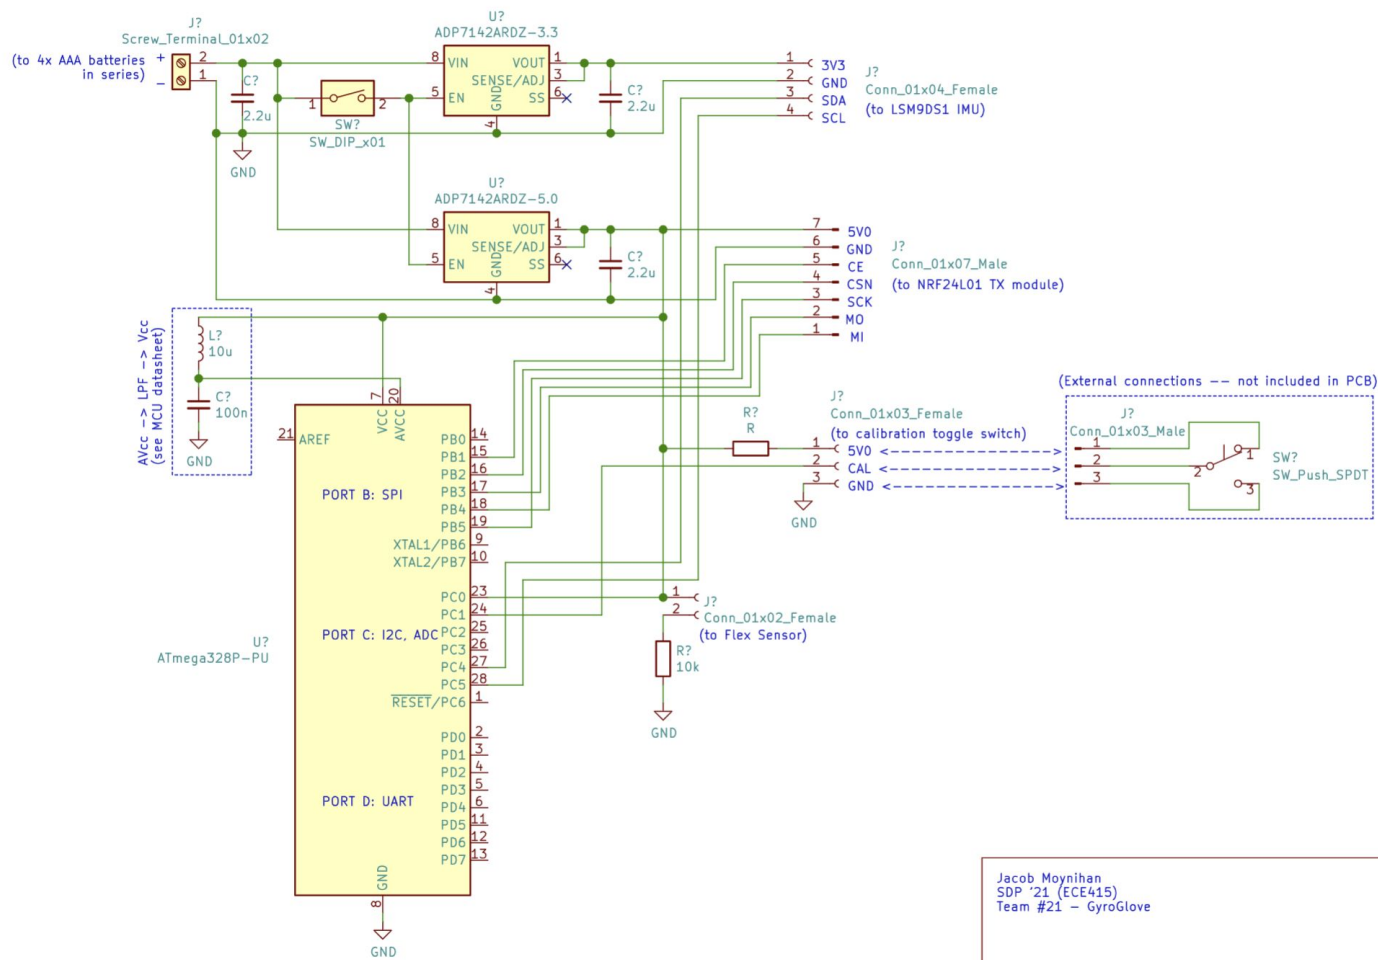 J?
Screw_Terminal_01x02
(to 4x AAA batteries
in series)
+
−
2
1
C?
2.2u
GND
1
2
SW?
SW_DIP_x01
U?
ADP7142ARDZ-3.3
8
VIN
VOUT
1
SENSE/ADJ
3
5
EN
GND
SS
6
4
C?
2.2u
1
3V3
2
GND
3
SDA
4
SCL
J?
Conn_01x04_Female
(to LSM9DS1 IMU)
U?
ADP7142ARDZ-5.0
8
VIN
VOUT
1
SENSE/ADJ
3
5
EN
GND
SS
6
4
C?
2.2u
7
5V0
6
GND
5
CE
4
CSN
3
SCK
2
MO
1
MI
J?
Conn_01x07_Male
(to NRF24L01 TX module)
AVcc -> LPF -> Vcc
(see MCU datasheet)
L?
10u
C?
100n
GND
7
20
VCC
AVCC
21
AREF
PB0
14
PB1
15
PB2
16
PB3
17
PB4
18
PB5
19
XTAL1/PB6
9
XTAL2/PB7
10
PORT B: SPI
PC0
23
PC1
24
PC2
25
PC3
26
PC4
27
PC5
28
RESET/PC6
1
PORT C: I2C, ADC
U?
ATmega328P-PU
PD0
2
PD1
3
PD2
4
PD3
5
PD4
6
PD5
11
PD6
12
PD7
13
PORT D: UART
GND
8
GND
R?
R
J?
Conn_01x03_Female
(to calibration toggle switch)
1
5V0 <---------------->
2
CAL <---------------->
3
GND <---------------->
GND
(External connections -- not included in PCB)
J?
Conn_01x03_Male
1
2
3
1
2
3
SW?
SW_Push_SPDT
1
2
J?
Conn_01x02_Female
(to Flex Sensor)
R?
10k
GND
Jacob Moynihan
SDP '21 (ECE415)
Team #21 - GyroGlove